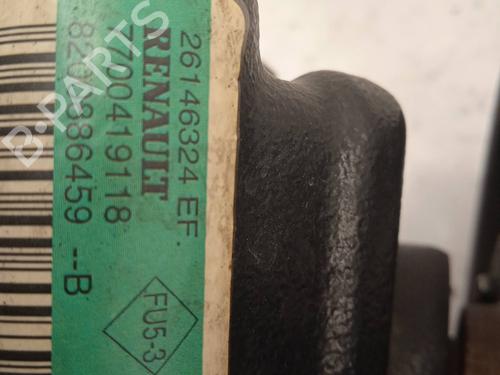 26146324 EF
RENAULT
7700419118
8200386459 --B
FU5-3
B-PARTS